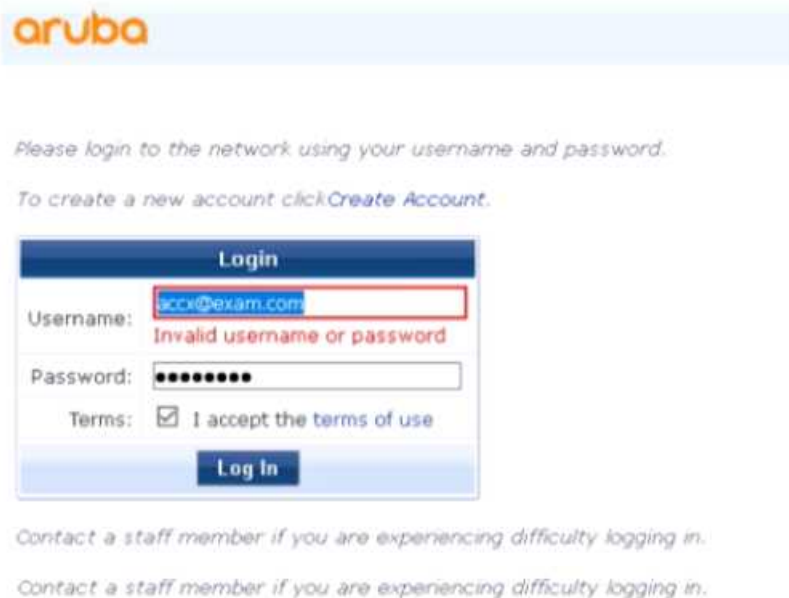 aruba
Please login to the network using your username and password.
To create a new account clickCreate Account.
Login
Username: accx@exam.com
Invalid username or password
Password: ●●●●●●●●
Terms: I accept the terms of use
Log In
Contact a staff member if you are experiencing difficulty logging in.
Contact a staff member if you are experiencing difficulty logging in.